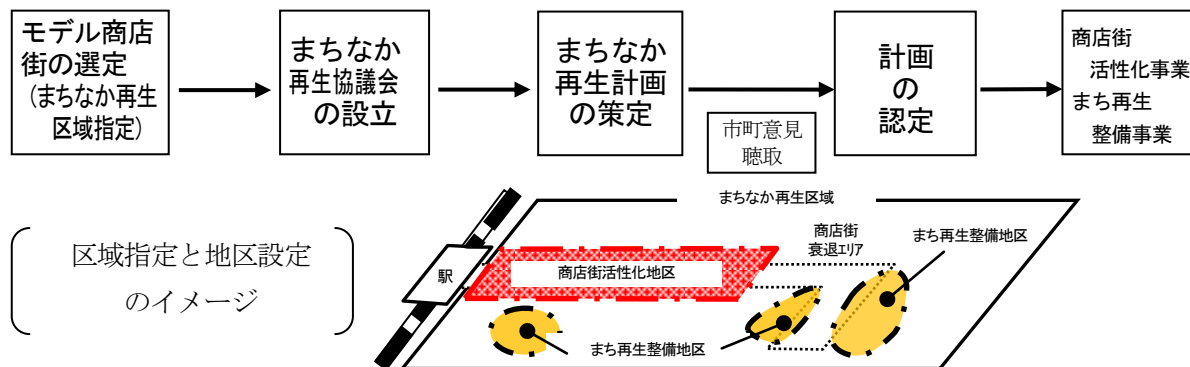 モデル商店
街の選定
(まちなか再生
区域指定)
まちなか
再生協議会
の設立
まちなか
再生計画
の策定
市町意見
聴取
計画
の
認定
商店街
活性化事業
まち再生
整備事業
区域指定と地区設定
のイメージ
まちなか再生区域
駅
商店街活性化地区
商店街
衰退エリア
まち再生整備地区
まち再生整備地区